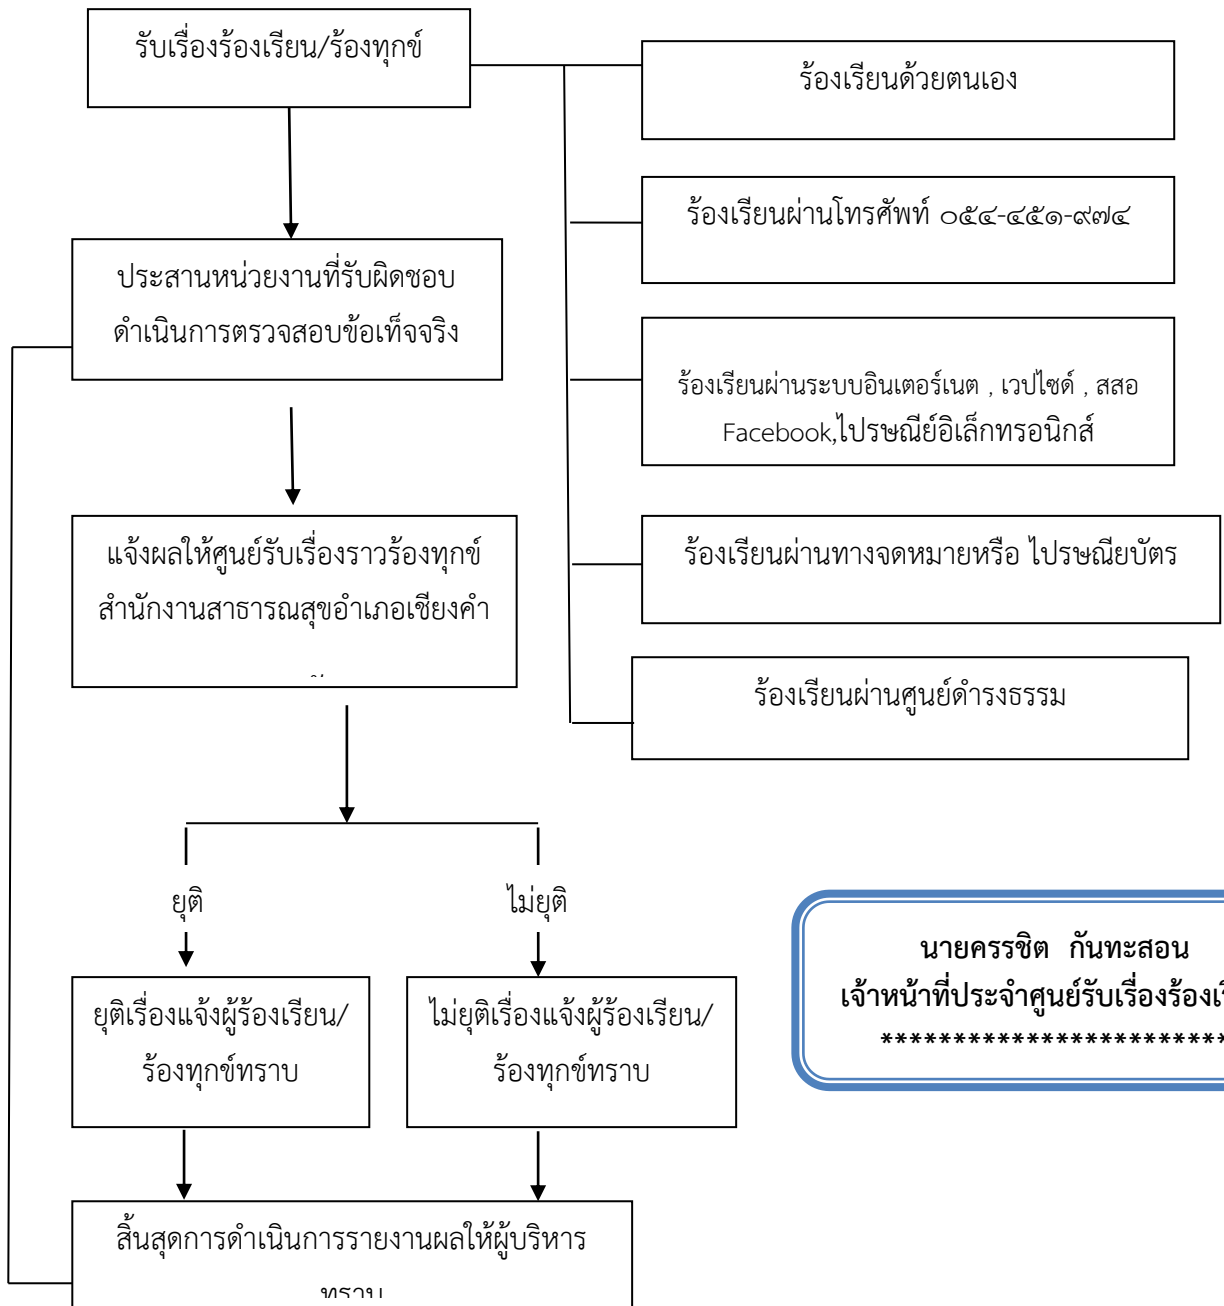 รับเรื่องร้องเรียน/ร้องทุกข์
ร้องเรียนด้วยตนเอง
ร้องเรียนผ่านโทรศัพท์ ๐๕๔-๔๕๑-๙๗๔
ประสานหน่วยงานที่รับผิดชอบ
ดำเนินการตรวจสอบข้อเท็จจริง
ร้องเรียนผ่านระบบอินเตอร์เนต , เวปไซด์ , สสอ
Facebook,ไปรษณีย์อิเล็กทรอนิกส์
แจ้งผลให้ศูนย์รับเรื่องราวร้องทุกข์
สำนักงานสาธารณสุขอำเภอเชียงคำ
ร้องเรียนผ่านทางจดหมายหรือ ไปรษณียบัตร
ร้องเรียนผ่านศูนย์ดำรงธรรม
ยุติ
ไม่ยุติ
ยุติเรื่องแจ้งผู้ร้องเรียน/
ร้องทุกข์ทราบ
ไม่ยุติเรื่องแจ้งผู้ร้องเรียน/
ร้องทุกข์ทราบ
นายครรชิต กันทะสอน
เจ้าหน้าที่ประจำศูนย์รับเรื่องร้อง
************************
สิ้นสุดการดำเนินการรายงานผลให้ผู้บริหาร
ทราบ